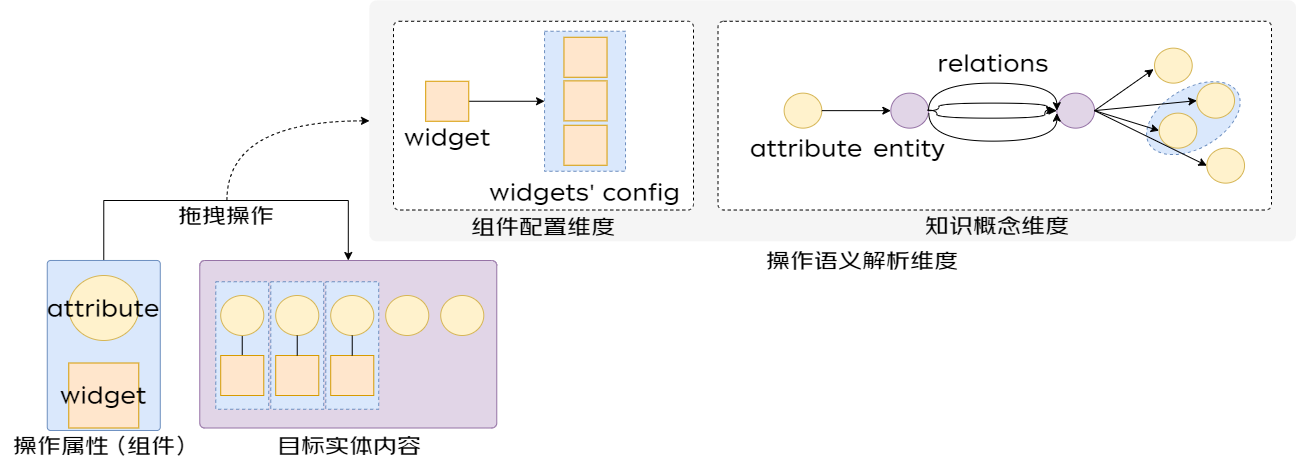 relations
widget
attribute entity
widgets' config
组件配置维度
知识概念维度
操作语义解析维度
拖拽操作
attribute
widget
操作属性（组件）
目标实体内容